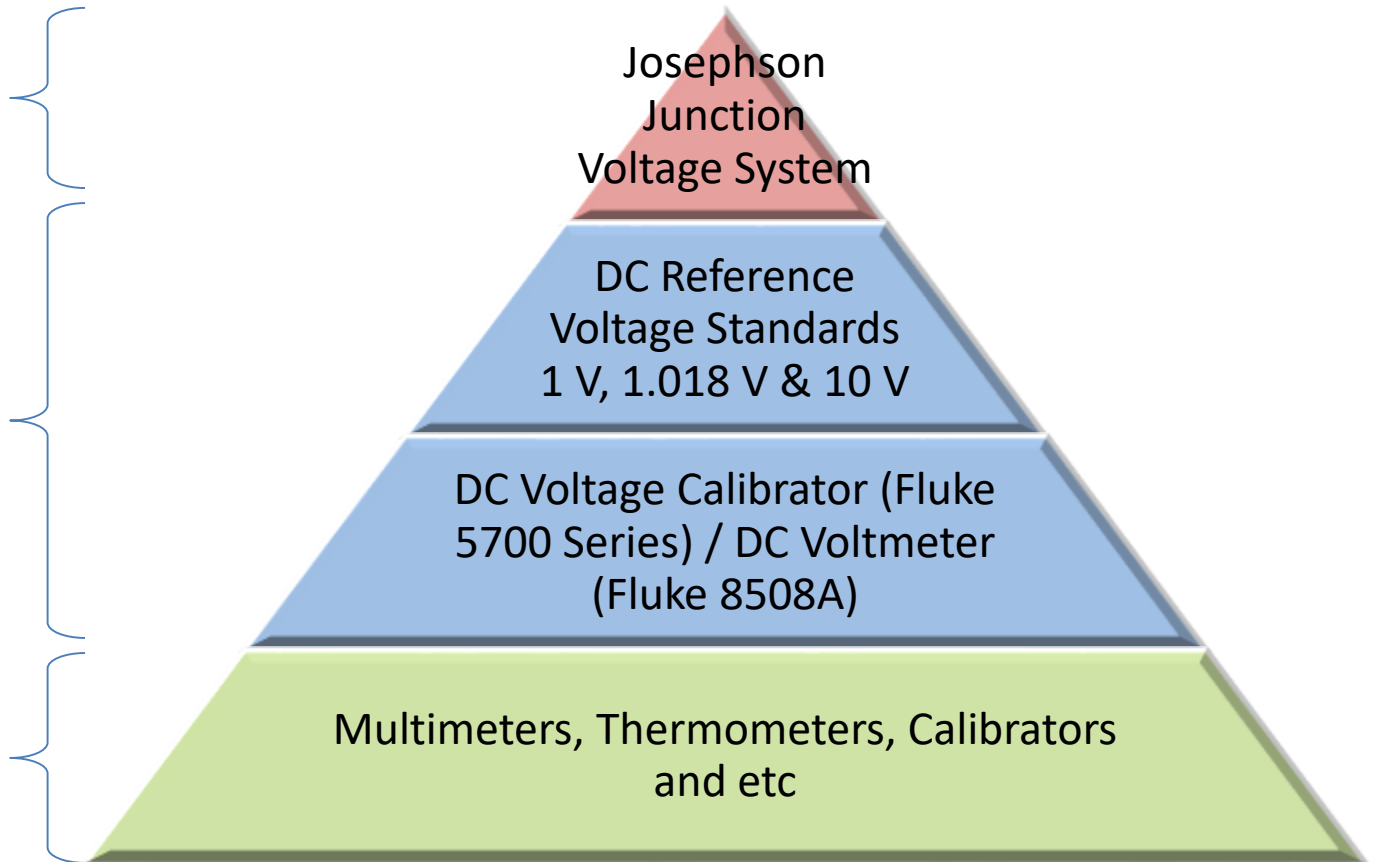 Josephson
Junction
Voltage System
DC Reference
Voltage Standards
1 V, 1.018 V & 10 V
DC Voltage Calibrator (Fluke
5700 Series) / DC Voltmeter
(Fluke 8508A)
Multimeters, Thermometers, Calibrators
and etc